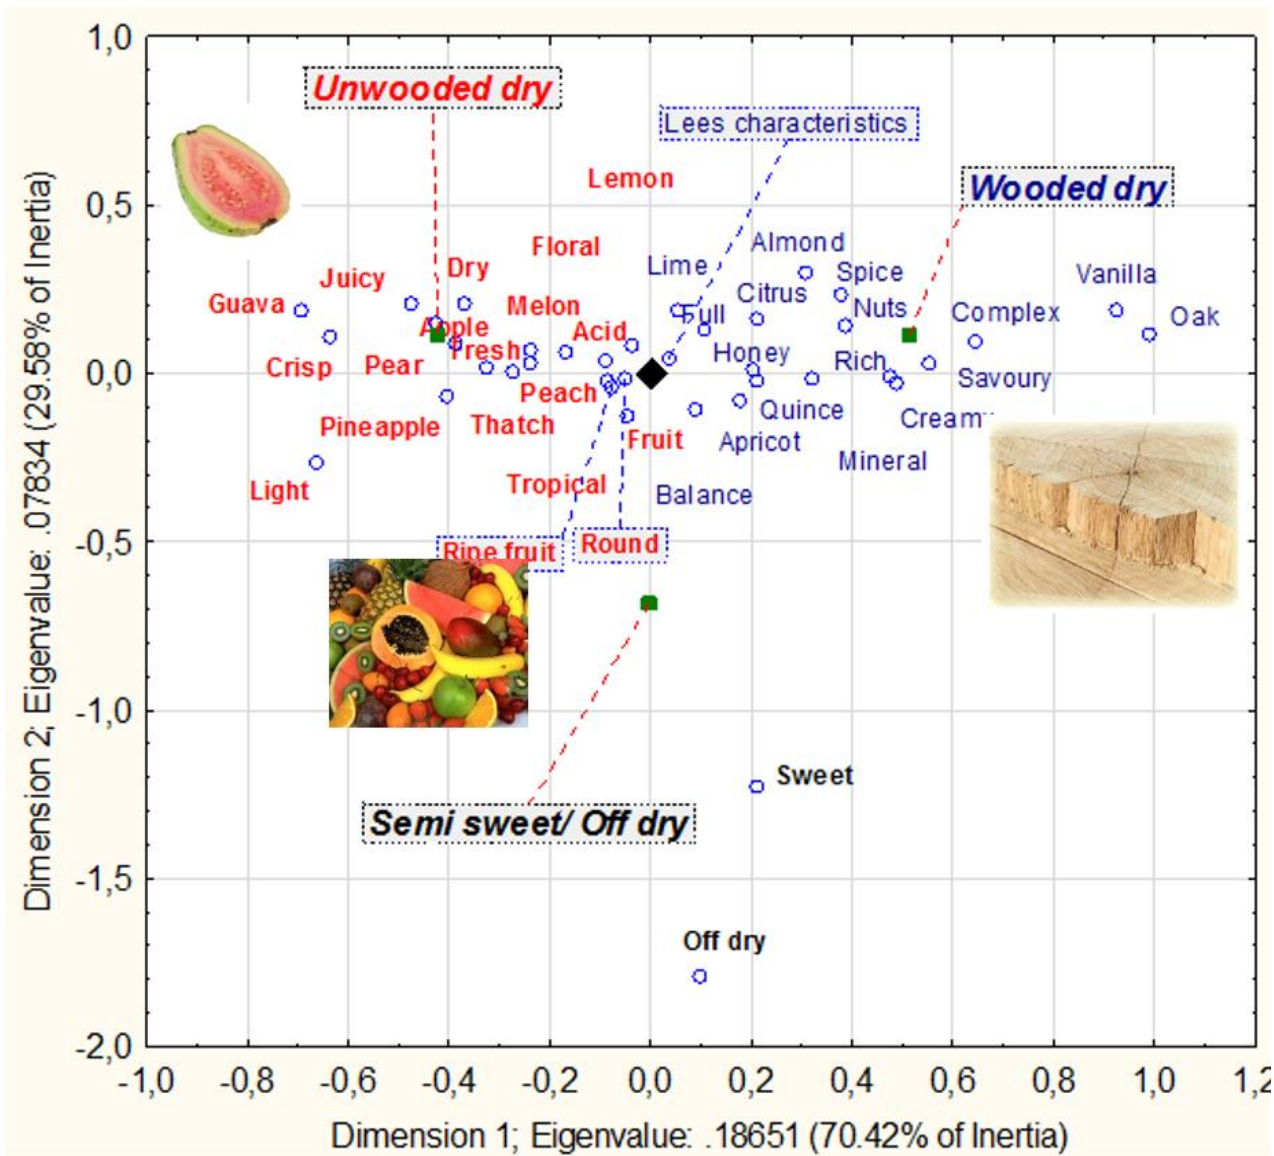 1,0
Unwooded dry
Lees characteristics
Lemon
Wooded dry
0,5
Floral
Almond
Juicy
Dry
Lime
Spice
Vanilla
Guava
Melon
Citrus
Nuts
Complex
Oak
Apple
Acid
Full
Crisp
Pear
Fresh
Honey
Rich
0,0
Savoury
Peach
Quince
Creamy
Pineapple
Thatch
Fruit
Apricot
Mineral
Light
Tropical
Balance
-0,5
Ripe fruit
Round
-1,0
Sweet
Semi sweet/ Off dry
-1,5
Off dry
-2,0
-1,0 -0,8 -0,6 -0,4 -0,2 0,0 0,2 0,4 0,6 0,8 1,0 1,2
Dimension 1; Eigenvalue: .18651 (70.42% of Inertia)
Dimension 2; Eigenvalue: .07834 (29.58% of Inertia)